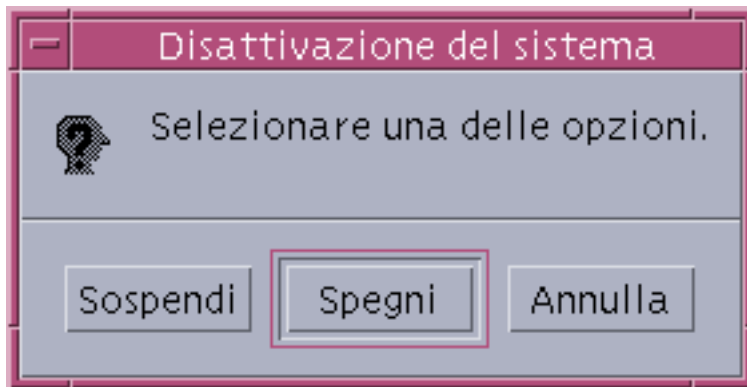 Disattivazione del sistema
Selezionare una delle opzioni.
Sospendi Spegni Annulla